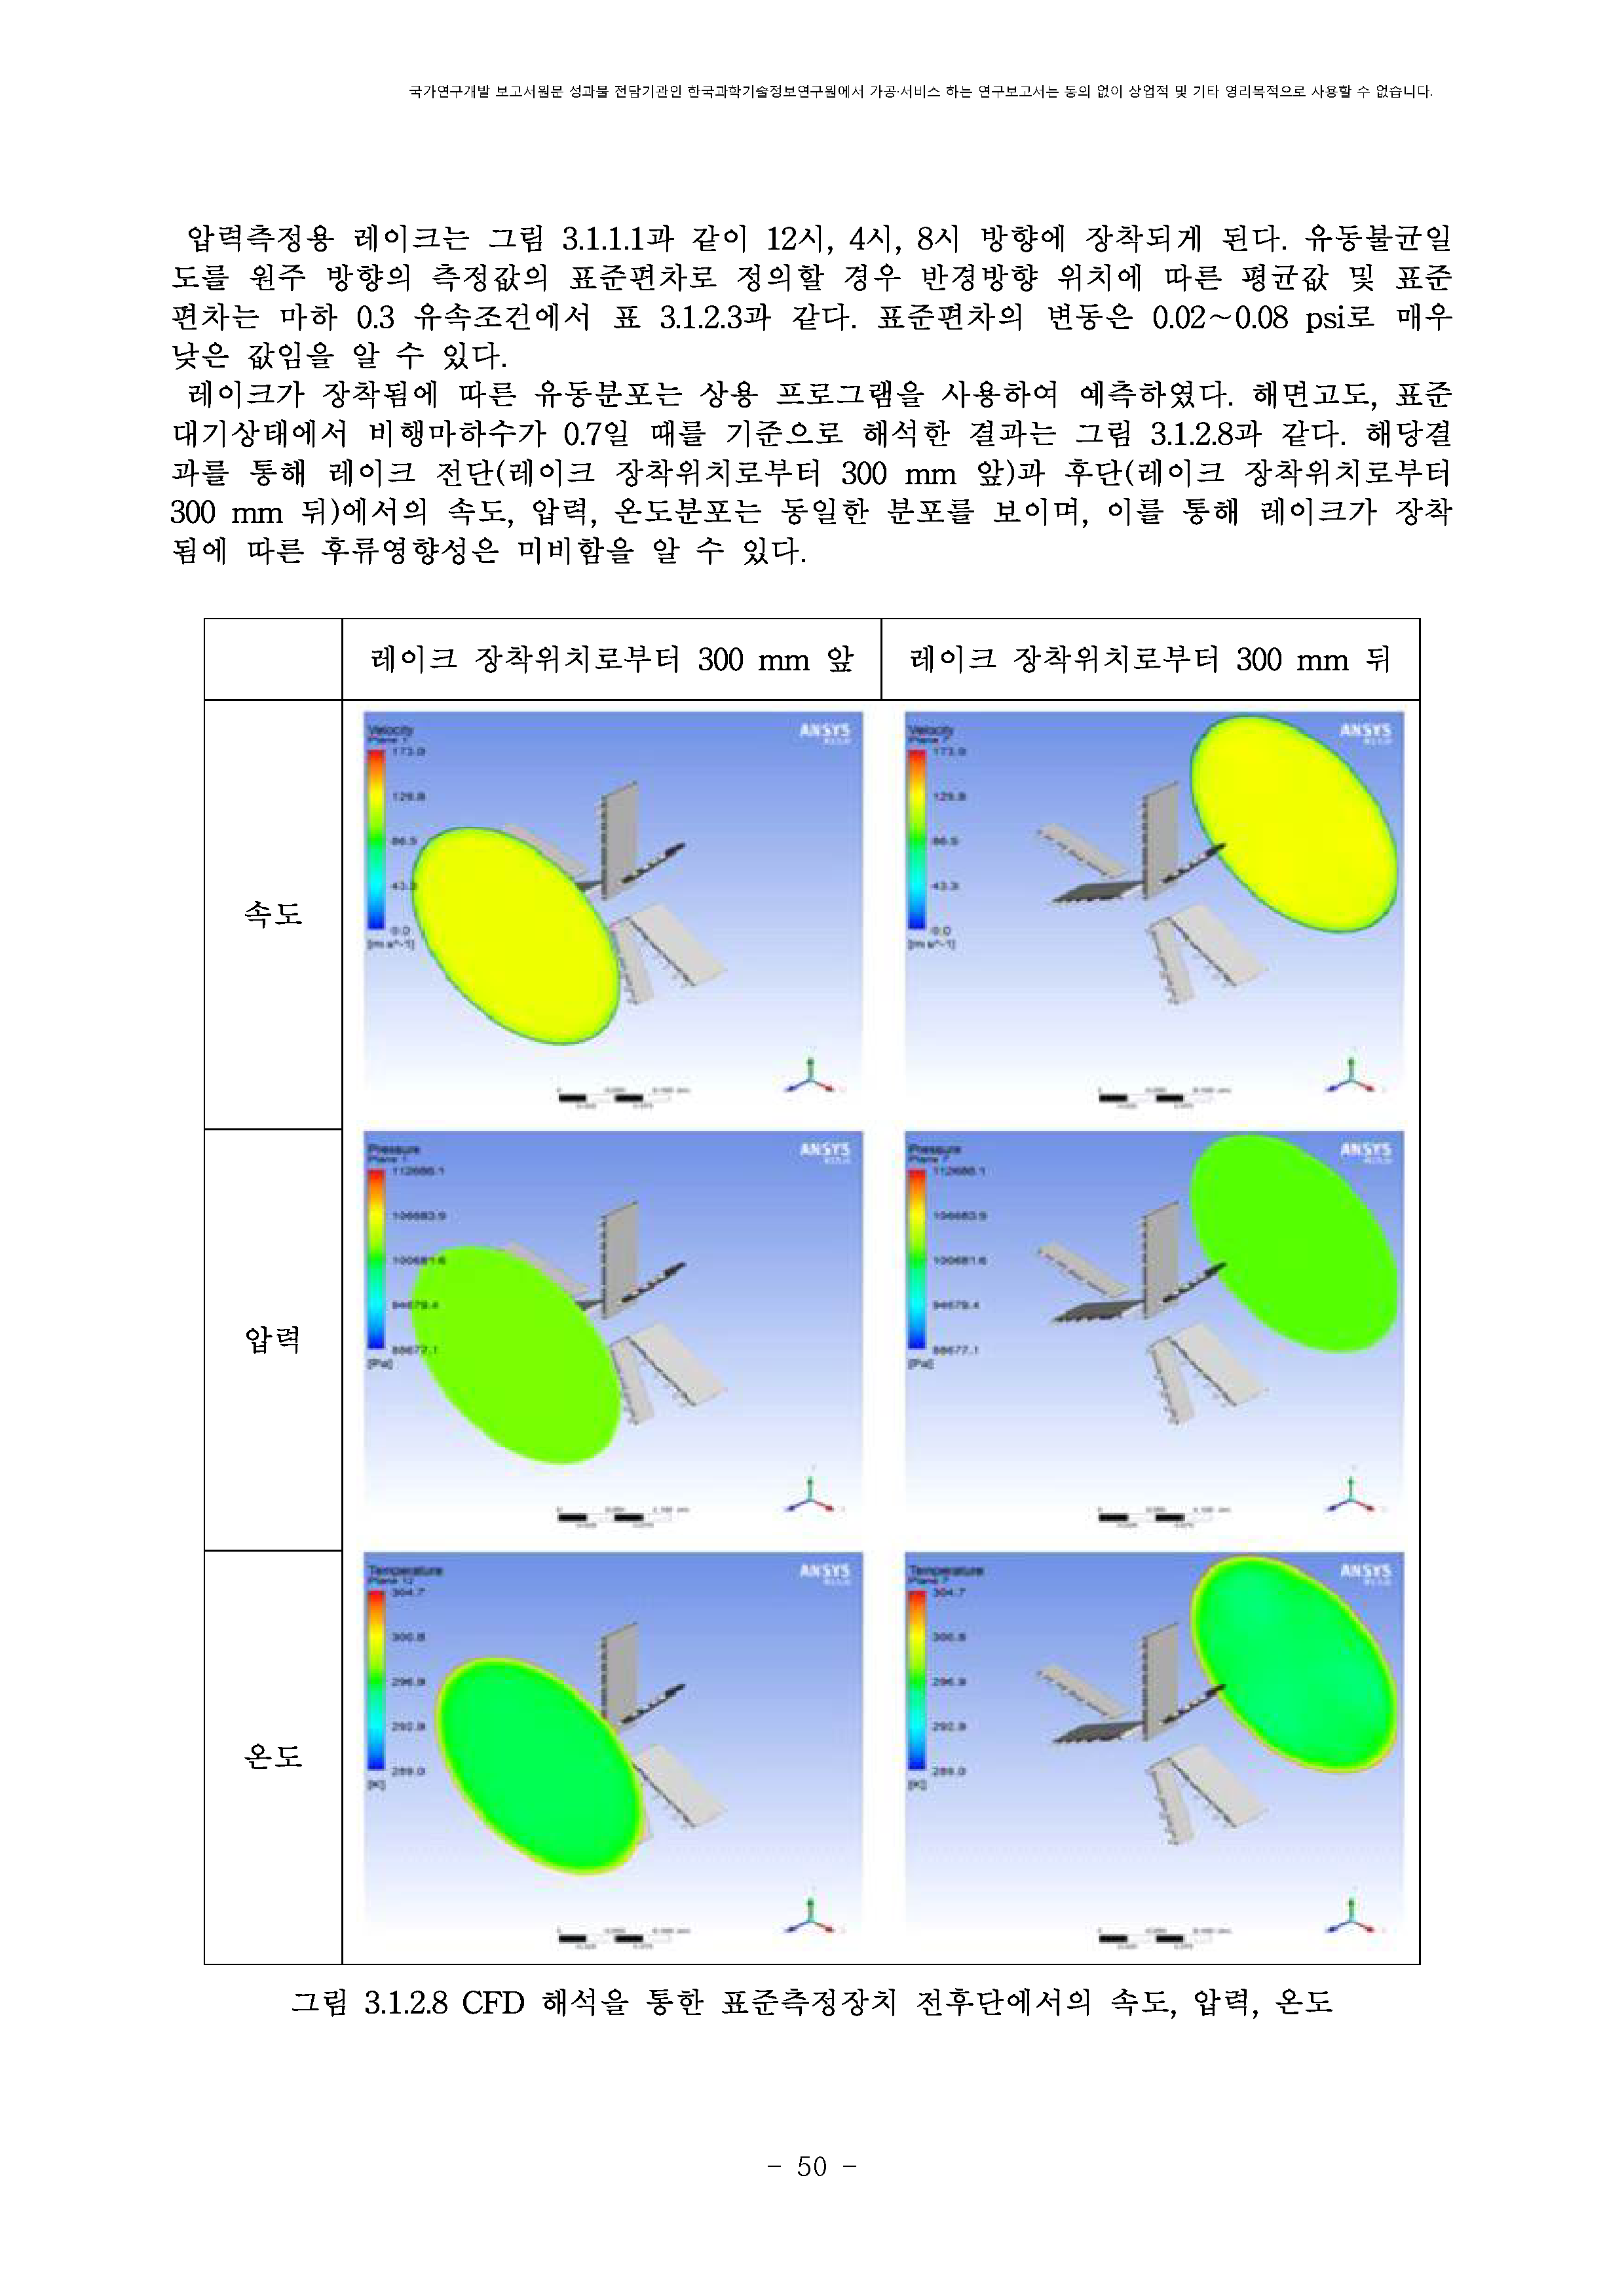 국가연구개발 보고서원문 성과물 전담기관인 한국과학기술정보연구원에서 가공·서비스 하는 연구보고서는 동의 없이 상업적 및 기타 영리목적으로 사용할 수 없습니다.
압력측정용 레이크는 그림 3.1.1.1과 같이 12시, 4시, 8시 방향에 장착되게 된다. 유동불균일
도를 원주 방향의 측정값의 표준편차로 정의할 경우 반경방향 위치에 따른 평균값 및 표준
편차는 마하 0.3 유속조건에서 표 3.1.2.3과 같다. 표준편차의 변동은 0.02~0.08 psi로 매우
낮은 값임을 알 수 있다.
레이크가 장착됨에 따른 유동분포는 상용 프로그램을 사용하여 예측하였다. 해면고도, 표준
대기상태에서 비행마하수가 0.7일 때를 기준으로 해석한 결과는 그림 3.1.2.8과 같다. 해당결
과를 통해 레이크 전단(레이크 장착위치로부터 300 mm 앞)과 후단(레이크 장착위치로부터
300 mm 뒤)에서의 속도, 압력, 온도분포는 동일한 분포를 보이며, 이를 통해 레이크가 장착
됨에 따른 후류영향성은 미비함을 알 수 있다.
레이크 장착위치로부터 300 mm 앞
레이크 장착위치로부터 300 mm 뒤
속도
Velocity
173.0
129.8
86.5
43.3
0.0
[m s^-1]
ANSYS
Velocity
173.0
129.8
86.5
43.3
0.0
[m s^-1]
ANSYS
압력
Pressure
112686.1
106683.9
100681.6
94679.4
88677.1
[Pa]
ANSYS
Pressure
112686.1
106683.9
100681.6
94679.4
88677.1
[Pa]
ANSYS
온도
Temperature
304.7
300.8
296.9
292.9
289.0
[K]
ANSYS
Temperature
304.7
300.8
296.9
292.9
289.0
[K]
ANSYS
그림 3.1.2.8 CFD 해석을 통한 표준측정장치 전후단에서의 속도, 압력, 온도
- 50 -